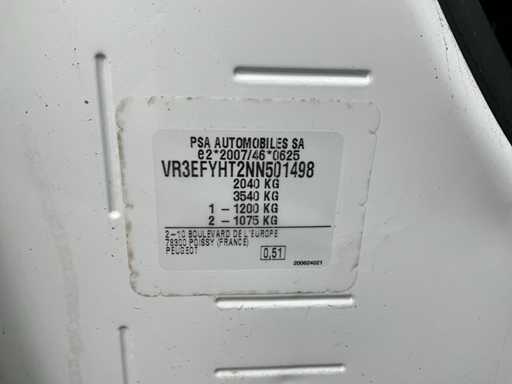 PSA AUTOMOBILES SA
e2*2007/46*0625
VR3EFYHT2NN501498
2040 KG
3540 KG
1 - 1200 KG
2 - 1075 KG
2-10 BOULEVARD DE L'EUROPE
78300 POISSY (FRANCE)
PEUGEOT
0,51
200624021